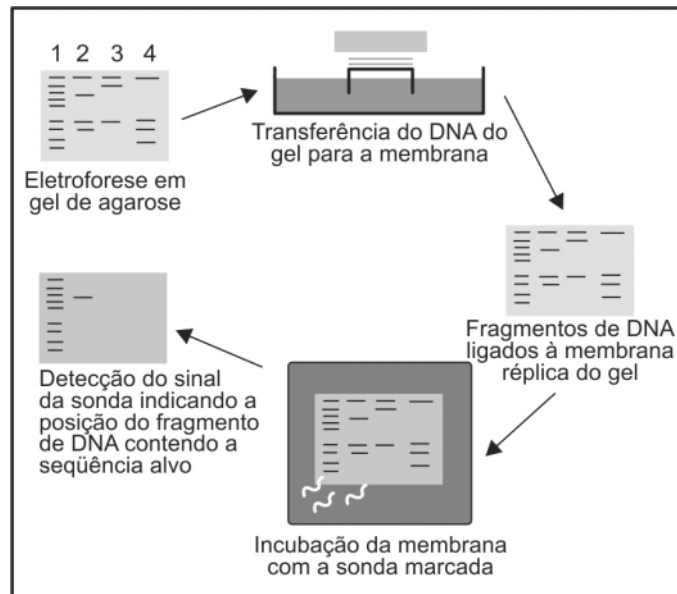 1 2 3 4
Eletroforese em
gel de agarose
Transferência do DNA do
gel para a membrana
Fragmentos de DNA
ligados à membrana
réplica do gel
Incubação da membrana
com a sonda marcada
Detecção do sinal
da sonda indicando a
posição do fragmento
de DNA contendo a
seqüência alvo